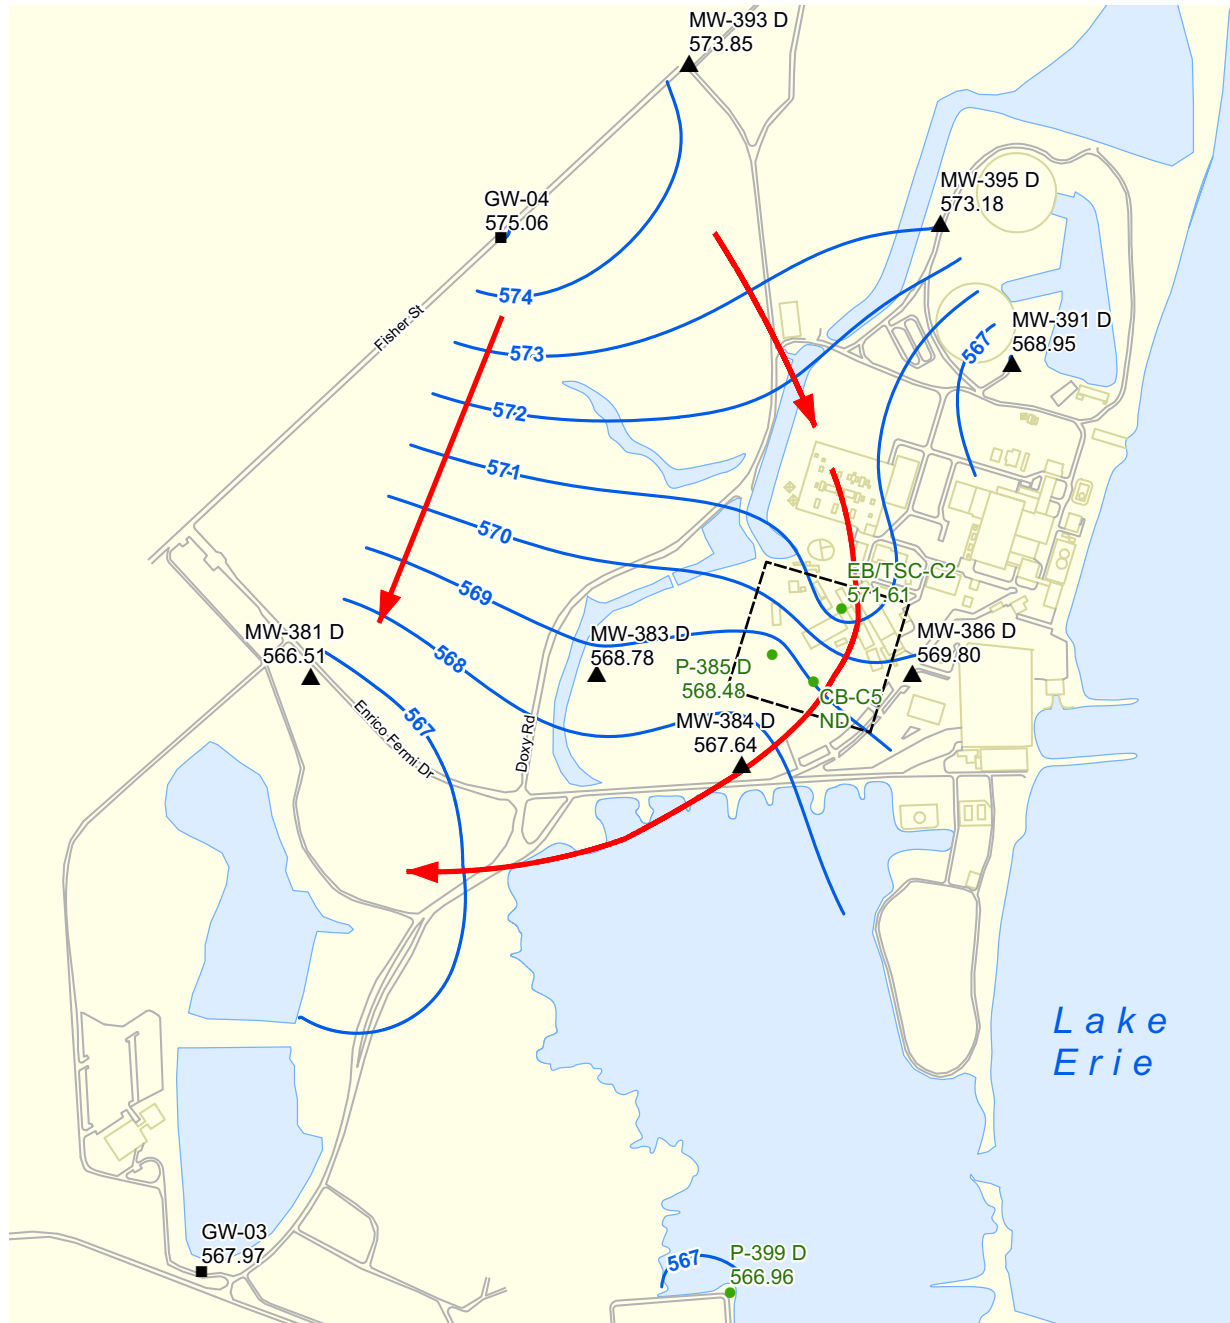 MW-393 D
573.85
MW-395 D
573.18
GW-04
575.06
574
Fisher St
573
MW-391 D
568.95
567
572
571
570
EB/TSC-C2
571.61
569
MW-381 D
566.51
MW-383 D
568.78
MW-386 D
569.80
568
P-385 D
568.48
CB-C5
ND
567
Enrico Fermi Dr
Doxy Rd
MW-384 D
567.64
Lake
Erie
GW-03
567.97
567
P-399 D
566.96